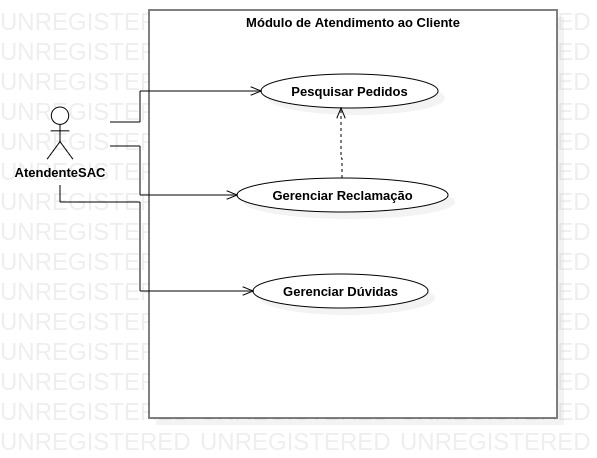 Módulo de Atendimento ao Cliente
Pesquisar Pedidos
AtendenteSAC
Gerenciar Reclamação
Gerenciar Dúvidas
UNREGISTERED UNREGISTERED UNREGISTERED